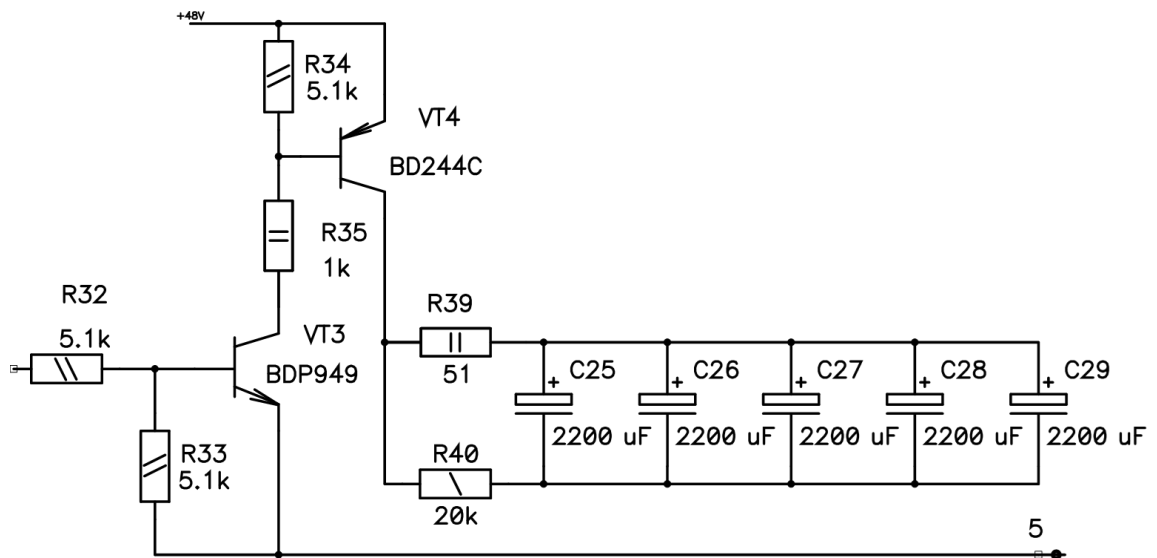 +48V
R34
5.1k
VT4
BD244C
R35
1k
R32
5.1k
VT3
BDP949
R33
5.1k
R39
51
R40
20k
+ C25
2200 uF
+ C26
2200 uF
+ C27
2200 uF
+ C28
2200 uF
+ C29
2200 uF
5